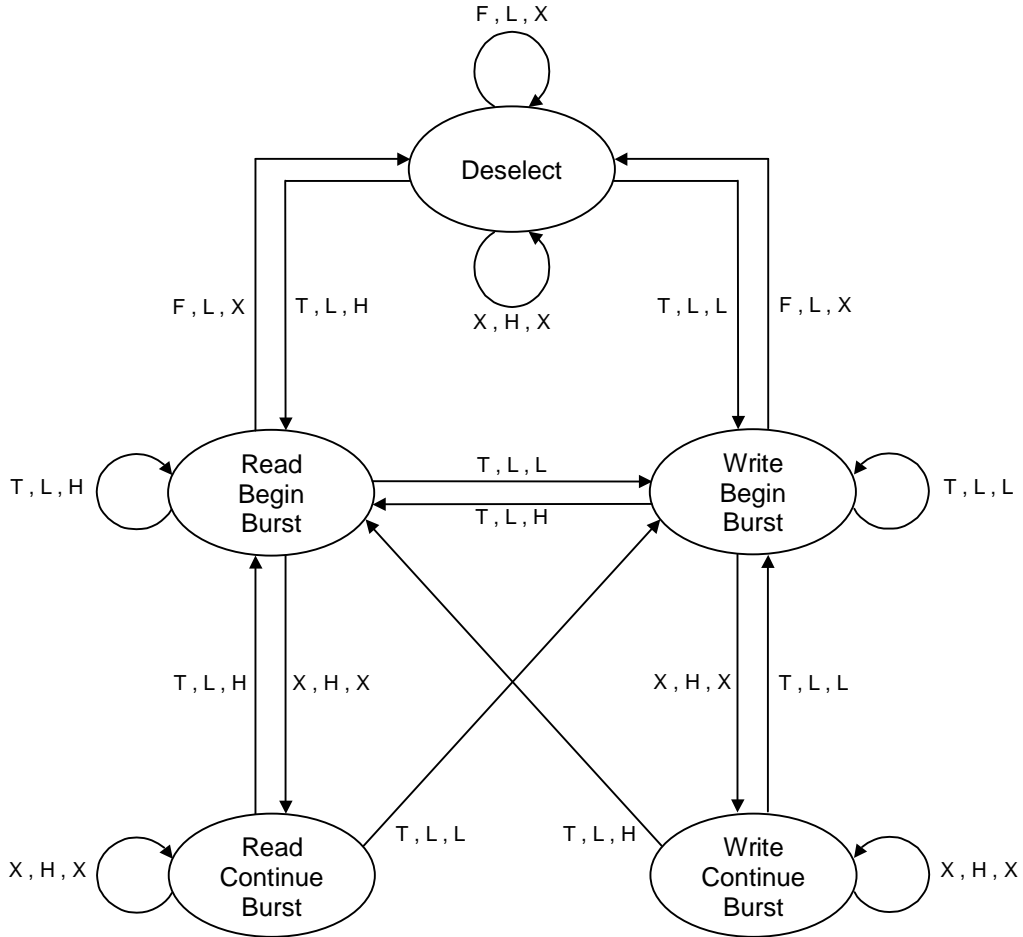 F , L , X
Deselect
X , H , X
F , L , X
T , L , H
T , L , L
F , L , X
T , L , H
Read
Begin
Burst
T , L , L
T , L , H
Write
Begin
Burst
T , L , L
T , L , H
X , H , X
X , H , X
T , L , L
X , H , X
Read
Continue
Burst
T , L , L
T , L , H
Write
Continue
Burst
X , H , X